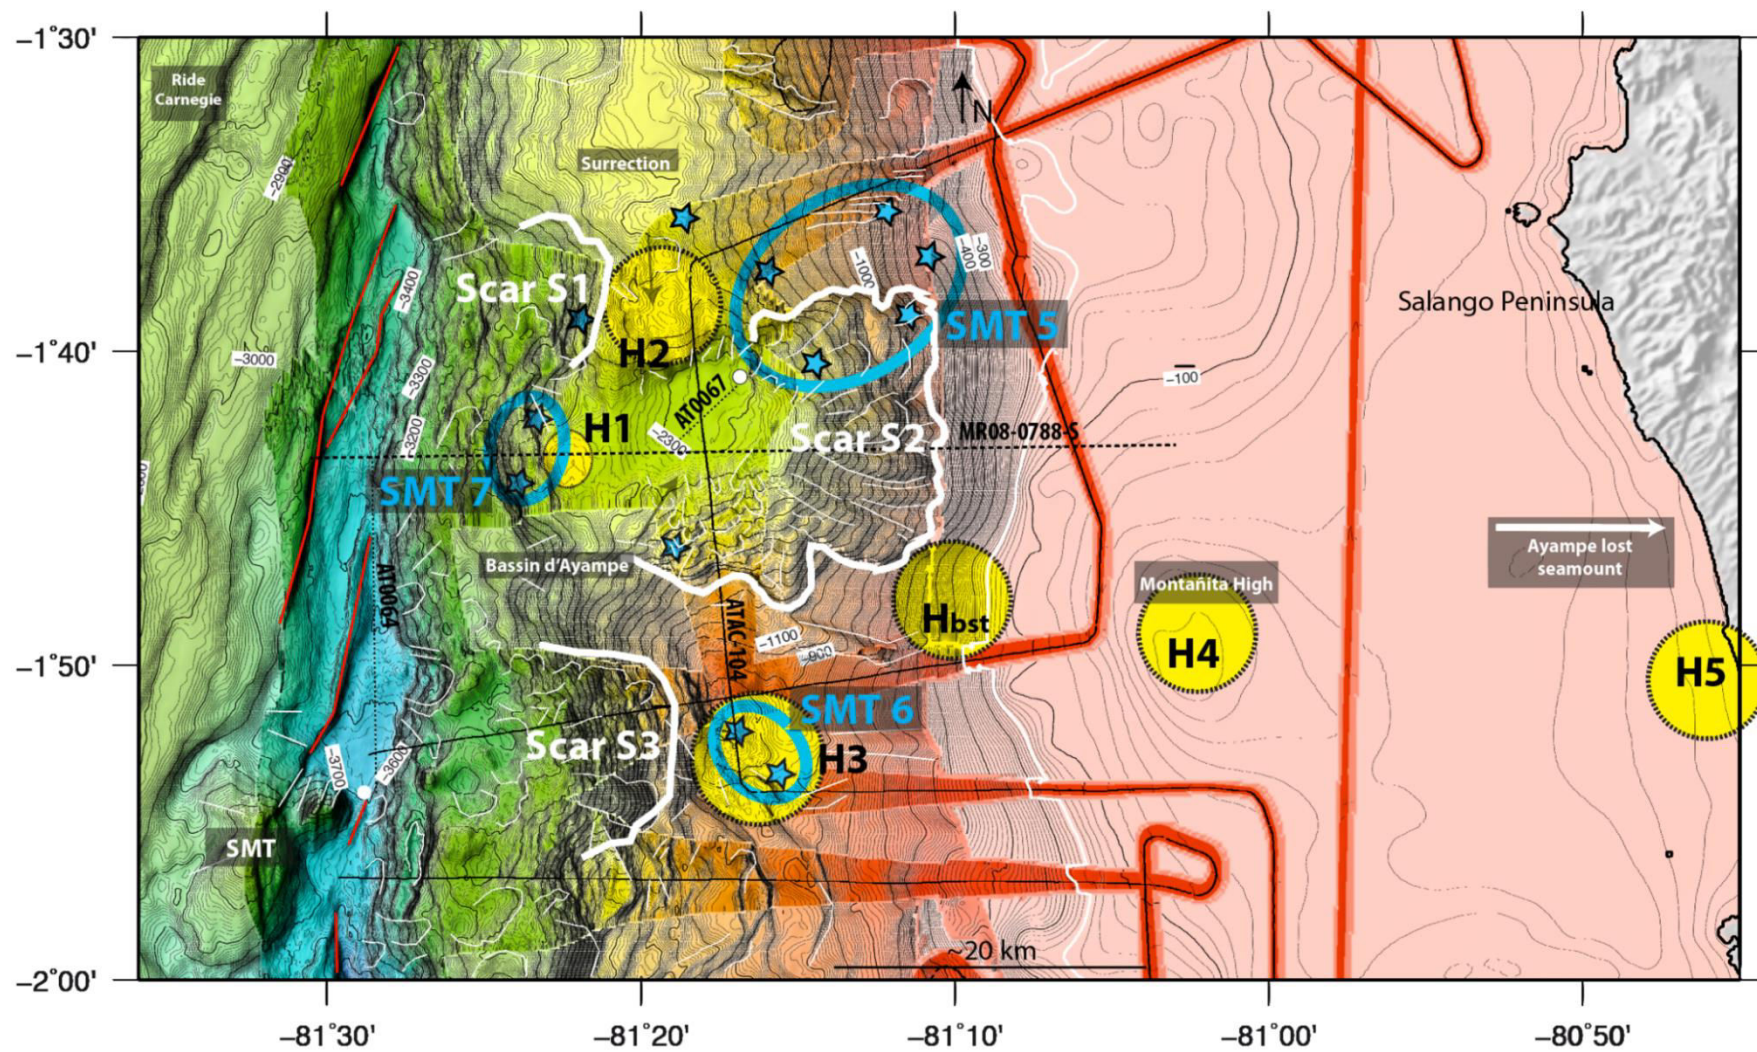 −1˚30'
Ride
Carnegie
−2900
Surrection
N
−3400
Scar S1
−1000
−400
−300
SMT 5
Salango Peninsula
−1˚40'
−3000
−3300
H2
−100
AT0067
−3200
H1
−2300
Scar S2
MR08-0788-S
SMT 7
Bassin d'Ayampe
AT0064
Ayampe lost
seamount
Montañita High
Hbst
ATAC-104
−1100
−900
H4
H5
−1˚50'
SMT 6
Scar S3
H3
−3700
−3600
SMT
~20 km
−2˚00'
−81˚30'
−81˚20'
−81˚10'
−81˚00'
−80˚50'